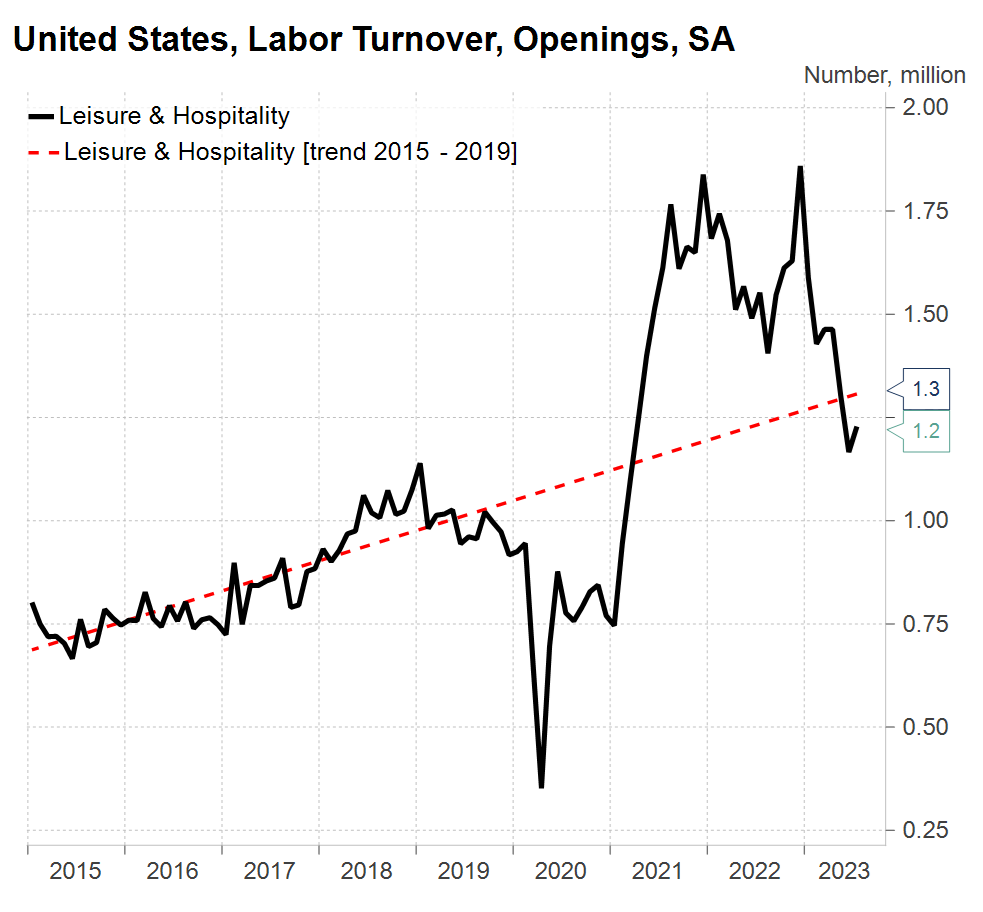 United States, Labor Turnover, Openings, SA
Number, million
Leisure & Hospitality
Leisure & Hospitality [trend 2015 - 2019]
2.00
1.75
1.50
1.3
1.2
1.00
0.75
0.50
0.25
2015 2016 2017 2018 2019 2020 2021 2022 2023